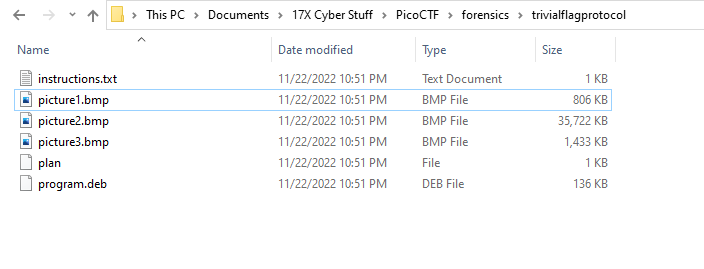 This PC > Documents > 17X Cyber Stuff > PicoCTF > forensics > trivialflagprotocol
Name Date modified Type Size
instructions.txt 11/22/2022 10:51 PM Text Document 1 KB
picture1.bmp 11/22/2022 10:51 PM BMP File 806 KB
picture2.bmp 11/22/2022 10:51 PM BMP File 35,722 KB
picture3.bmp 11/22/2022 10:51 PM BMP File 1,433 KB
plan 11/22/2022 10:51 PM File 1 KB
program.deb 11/22/2022 10:51 PM DEB File 136 KB